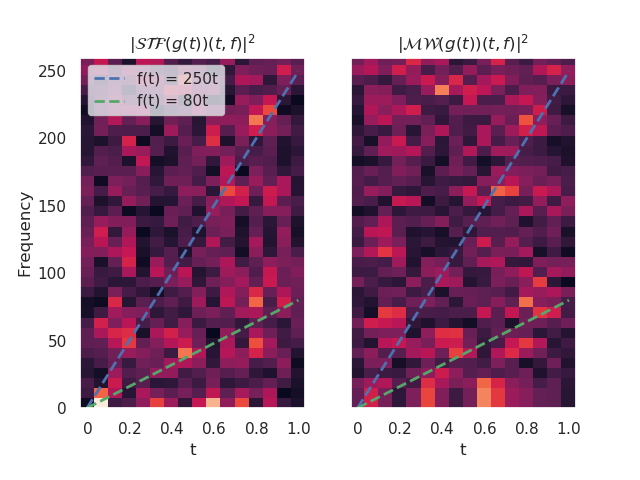 |𝒮𝒯ℱ(g(t))(t, f)|²
|ℳ𝒲(g(t))(t, f)|²
f(t) = 250t
f(t) = 80t
Frequency
250
200
150
100
50
0
0 0.2 0.4 0.6 0.8 1.0
0 0.2 0.4 0.6 0.8 1.0
t
t